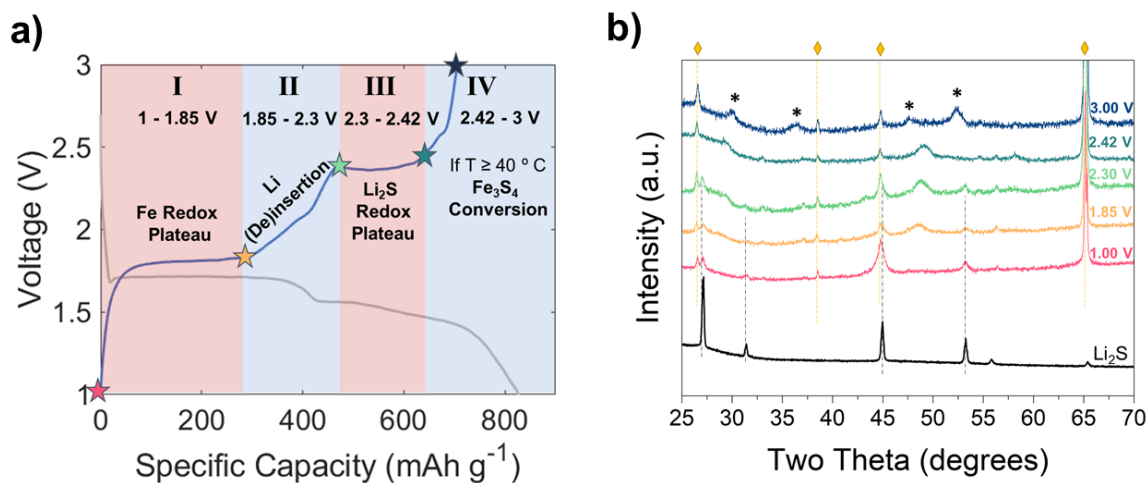 a)
I
II
III
IV
1 - 1.85 V
1.85 - 2.3 V
2.3 - 2.42 V
2.42 - 3 V
Fe Redox
Plateau
Li
(De)insertion
Li₂S
Redox
Plateau
If T ≥ 40 º C
Fe₃S₄
Conversion
3
2.5
2
1.5
1
Voltage (V)
0
200
400
600
800
Specific Capacity (mAh g⁻¹)
b)
*
*
*
*
3.00 V
2.42 V
2.30 V
1.85 V
1.00 V
Li₂S
Intensity (a.u.)
25
30
35
40
45
50
55
60
65
70
Two Theta (degrees)